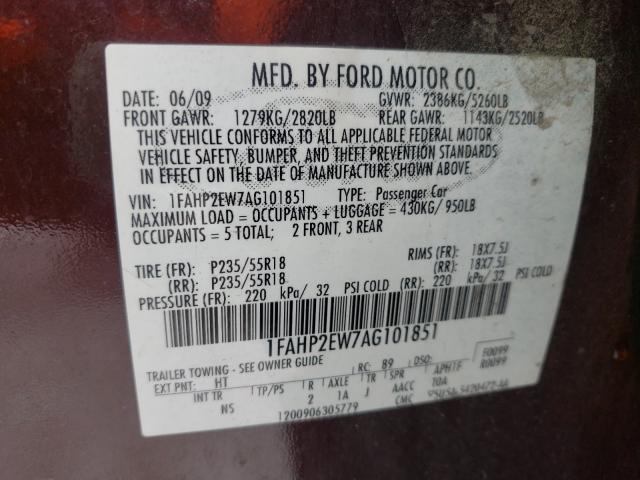 MFD. BY FORD MOTOR CO.
DATE: 06/09 GVWR: 2386KG/5260LB
FRONT GAWR: 1279KG/2820LB REAR GAWR: 1143KG/2520LB
THIS VEHICLE CONFORMS TO ALL APPLICABLE FEDERAL MOTOR
VEHICLE SAFETY, BUMPER, AND THEFT PREVENTION STANDARDS
IN EFFECT ON THE DATE OF MANUFACTURE SHOWN ABOVE.
VIN: 1FAHP2EW7AG101851 TYPE: Passenger Car
MAXIMUM LOAD = OCCUPANTS + LUGGAGE = 430KG/ 950LB
OCCUPANTS = 5 TOTAL; 2 FRONT, 3 REAR
TIRE (FR): P235/55R18 RIMS (FR): 18X7.5J
(RR): P235/55R18 (RR): 18X7.5J
PRESSURE (FR): 220 kPa/ 32 PSI COLD (RR): 220 kPa/ 32 PSI COLD
1FAHP2EW7AG101851
TRAILER TOWING - SEE OWNER GUIDE RC: 89 DSO: F0099
EXT PNT: HT R0099
INT TR TP/PS R AXLE TR SPR APHTF
NS 2 1A J AACC 10A
1200906305779 CMC